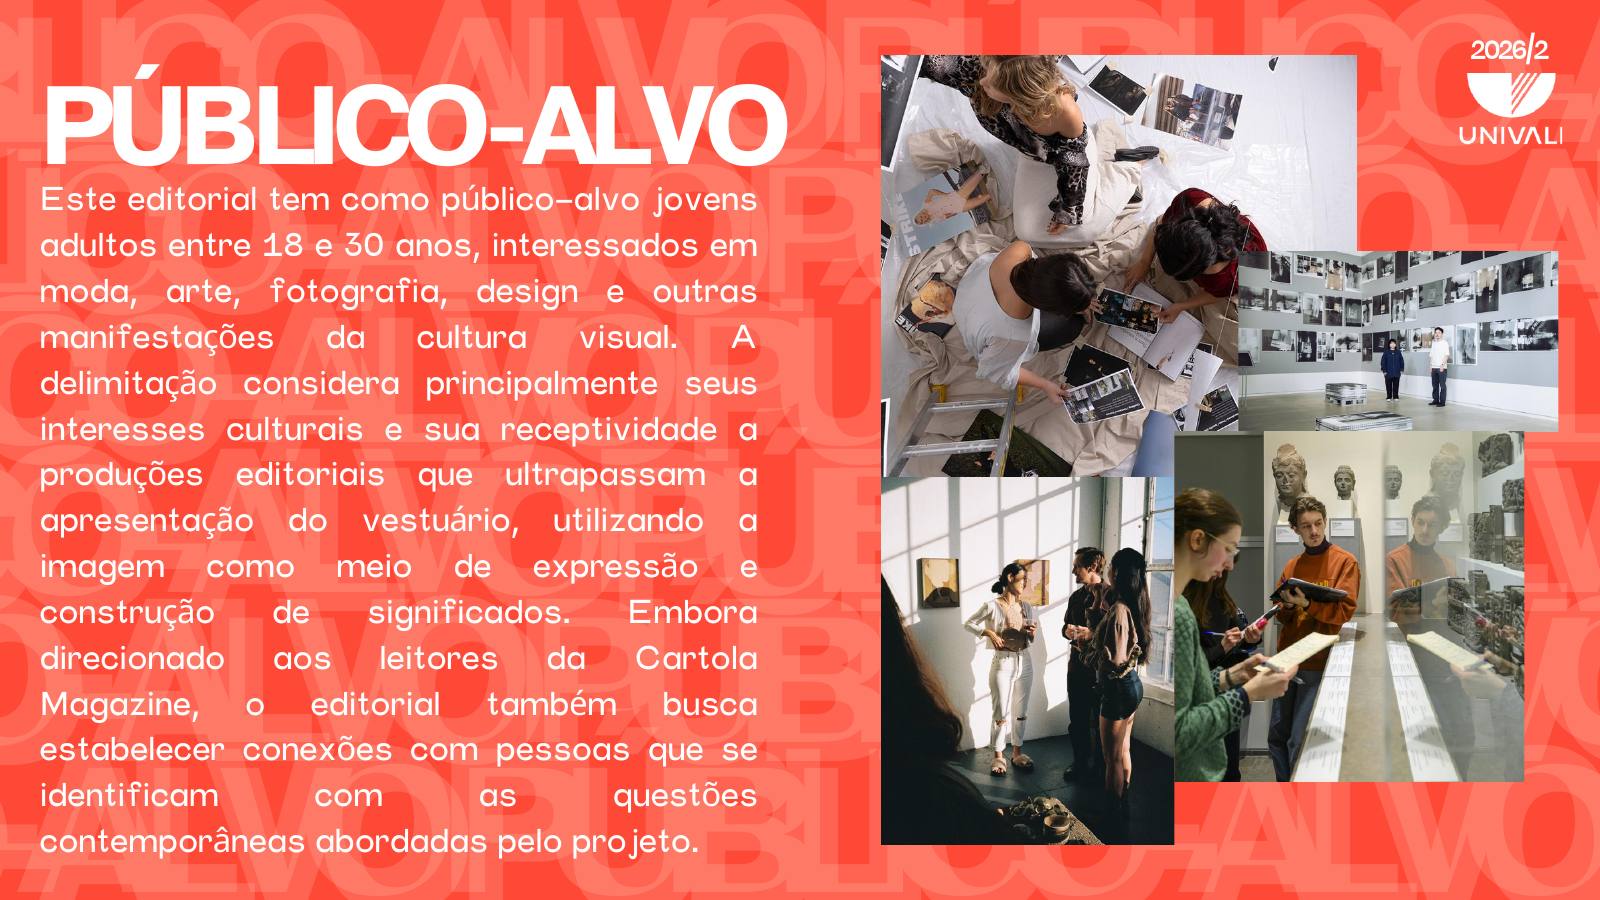 PÚBLICO-ALVO
Este editorial tem como público-alvo jovens
adultos entre 18 e 30 anos, interessados em
moda, arte, fotografia, design e outras
manifestações da cultura visual. A
delimitação considera principalmente seus
interesses culturais e sua receptividade a
produções editoriais que ultrapassam a
apresentação do vestuário, utilizando a
imagem como meio de expressão e
construção de significados. Embora
direcionado aos leitores da Cartola
Magazine, o editorial também busca
estabelecer conexões com pessoas que se
identificam com as questões
contemporâneas abordadas pelo projeto.
2026/2
UNIVALI